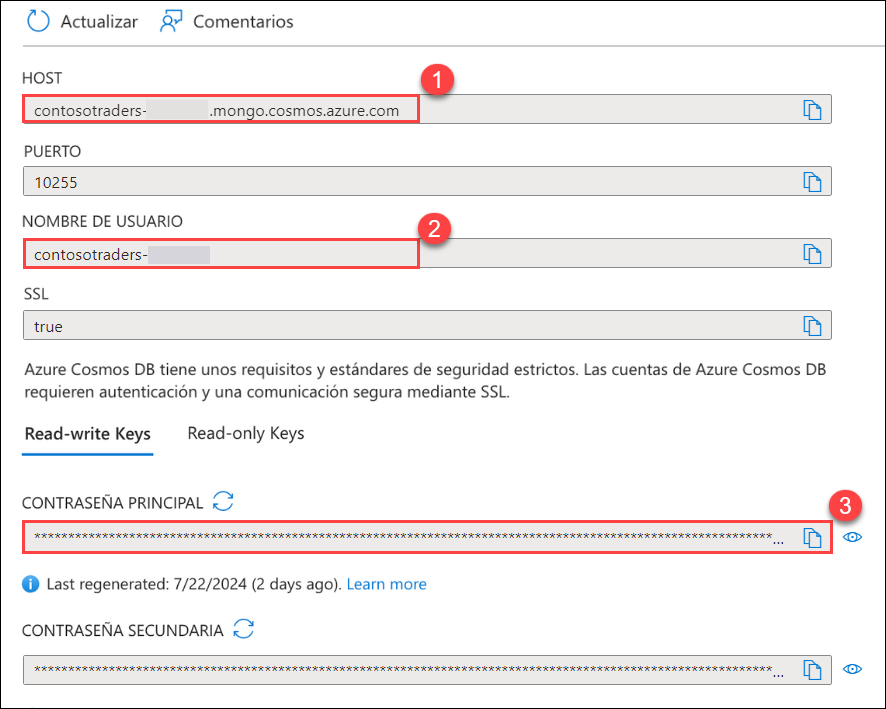 Actualizar Comentarios
HOST
1
contosotraders- .mongo.cosmos.azure.com
PUERTO
10255
NOMBRE DE USUARIO
2
contosotraders-
SSL
true
Azure Cosmos DB tiene unos requisitos y estándares de seguridad estrictos. Las cuentas de Azure Cosmos DB
requieren autenticación y una comunicación segura mediante SSL.
Read-write Keys Read-only Keys
CONTRASEÑA PRINCIPAL
3
****************************************************************************************************************...
Last regenerated: 7/22/2024 (2 days ago). Learn more
CONTRASEÑA SECUNDARIA
****************************************************************************************************************...